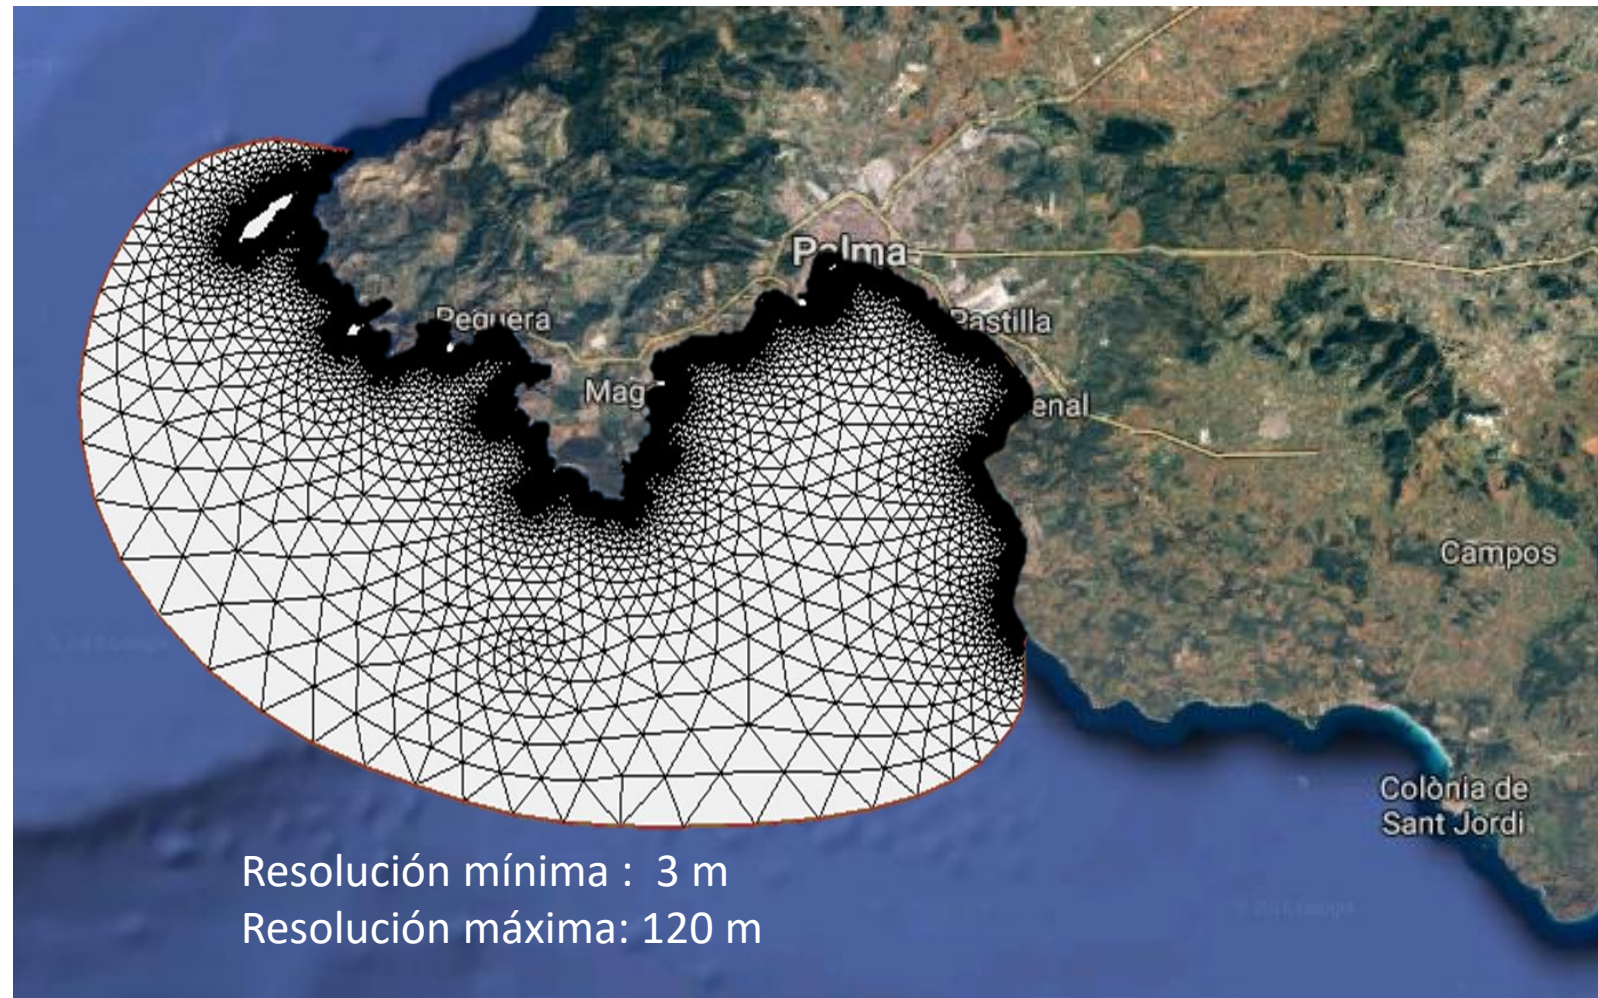 Palma
Peguera
Pastilla
Mag
enal
Campos
Colònia de
Sant Jordi
Resolución mínima :  3 m
Resolución máxima: 120 m